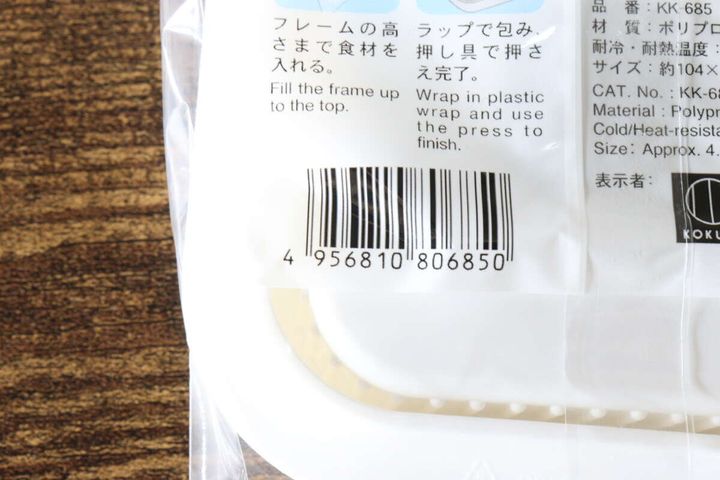 フレームの高
さまで食材を
入れる。
Fill the frame up
to the top.
ラップで包み、
押し具で押さ
え完了。
Wrap in plastic
wrap and use
the press to
finish.
品 番：KK-685
材 質：ポリプロ
耐冷・耐熱温度：
サイズ：約104×
CAT. No. : KK-68
Material : Polypr
Cold/Heat-resista
Size: Approx. 4.
表示者：
KOKU
4 956810 806850